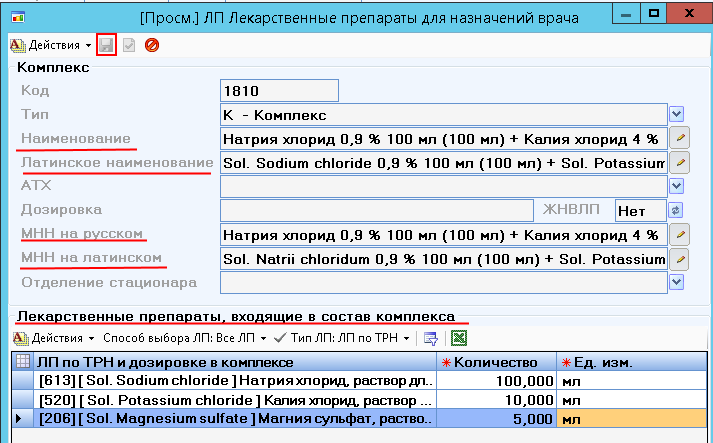 [Просм.] ЛП Лекарственные препараты для назначений врача
Действия
Комплекс
Код 1810
Тип К - Комплекс
Наименование Натрия хлорид 0,9 % 100 мл (100 мл) + Калия хлорид 4 %
Латинское наименование Sol. Sodium chloride 0,9 % 100 мл (100 мл) + Sol. Potassium
АТХ
Дозировка ЖНВЛП Нет
МНН на русском Натрия хлорид 0,9 % 100 мл (100 мл) + Калия хлорид 4 %
МНН на латинском Sol. Natrii chloridum 0,9 % 100 мл (100 мл) + Sol. Potassium
Отделение стационара
Лекарственные препараты, входящие в состав комплекса
Действия Способ выбора ЛП: Все ЛП Тип ЛП: ЛП по ТРН
ЛП по ТРН и дозировке в комплексе Количество Ед. изм.
[613] [ Sol. Sodium chloride ] Натрия хлорид, раствор дл.. 100,000 мл
[520] [ Sol. Potassium chloride ] Калия хлорид, раствор ... 10,000 мл
[206] [ Sol. Magnesium sulfate ] Магния сульфат, раство.. 5,000 мл